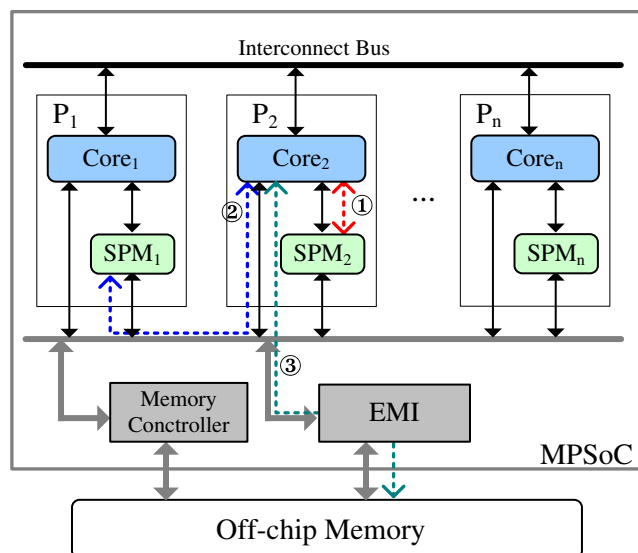 Interconnect Bus
P1 P2 Pn
Core1 Core2 Coren
② ①
...
SPM1 SPM2 SPMn
③
Memory
Conctroller
EMI
MPSoC
Off-chip Memory